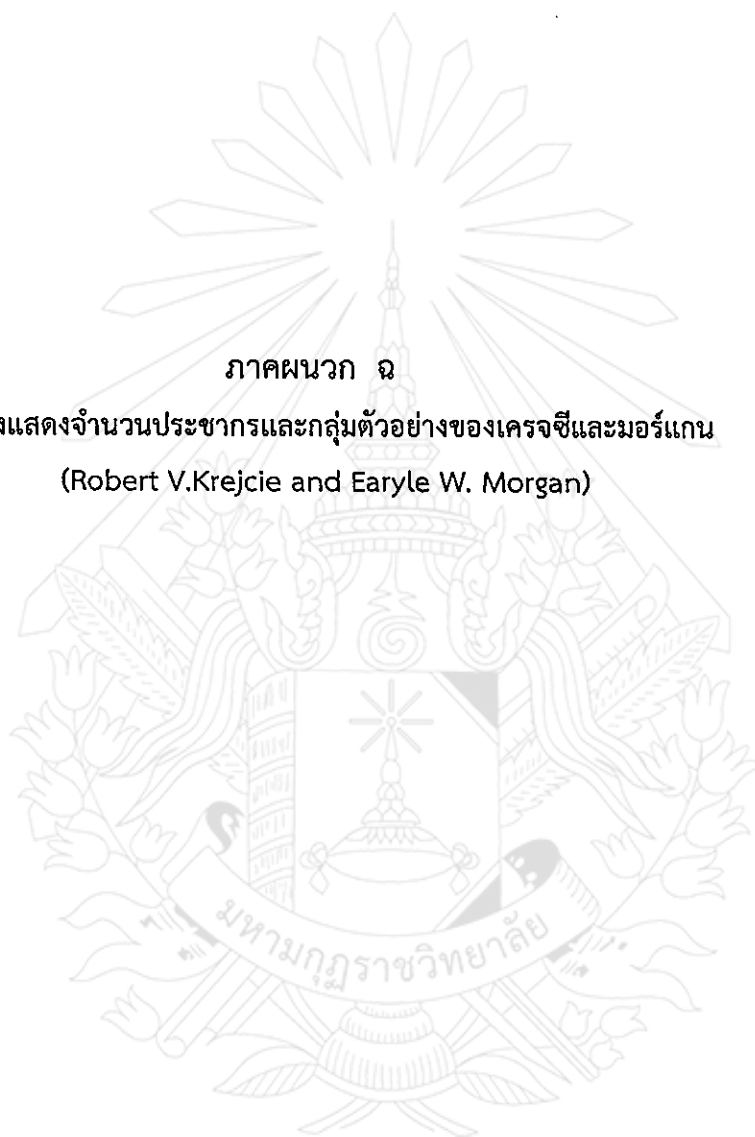 ภาคผนวก ฉ
แสดงจำนวนประชากรและกลุ่มตัวอย่างของเครจซีและมอร์แกน
(Robert V.Krejcie and Earyle W. Morgan)
มหามกุฏราชวิทยาลัย